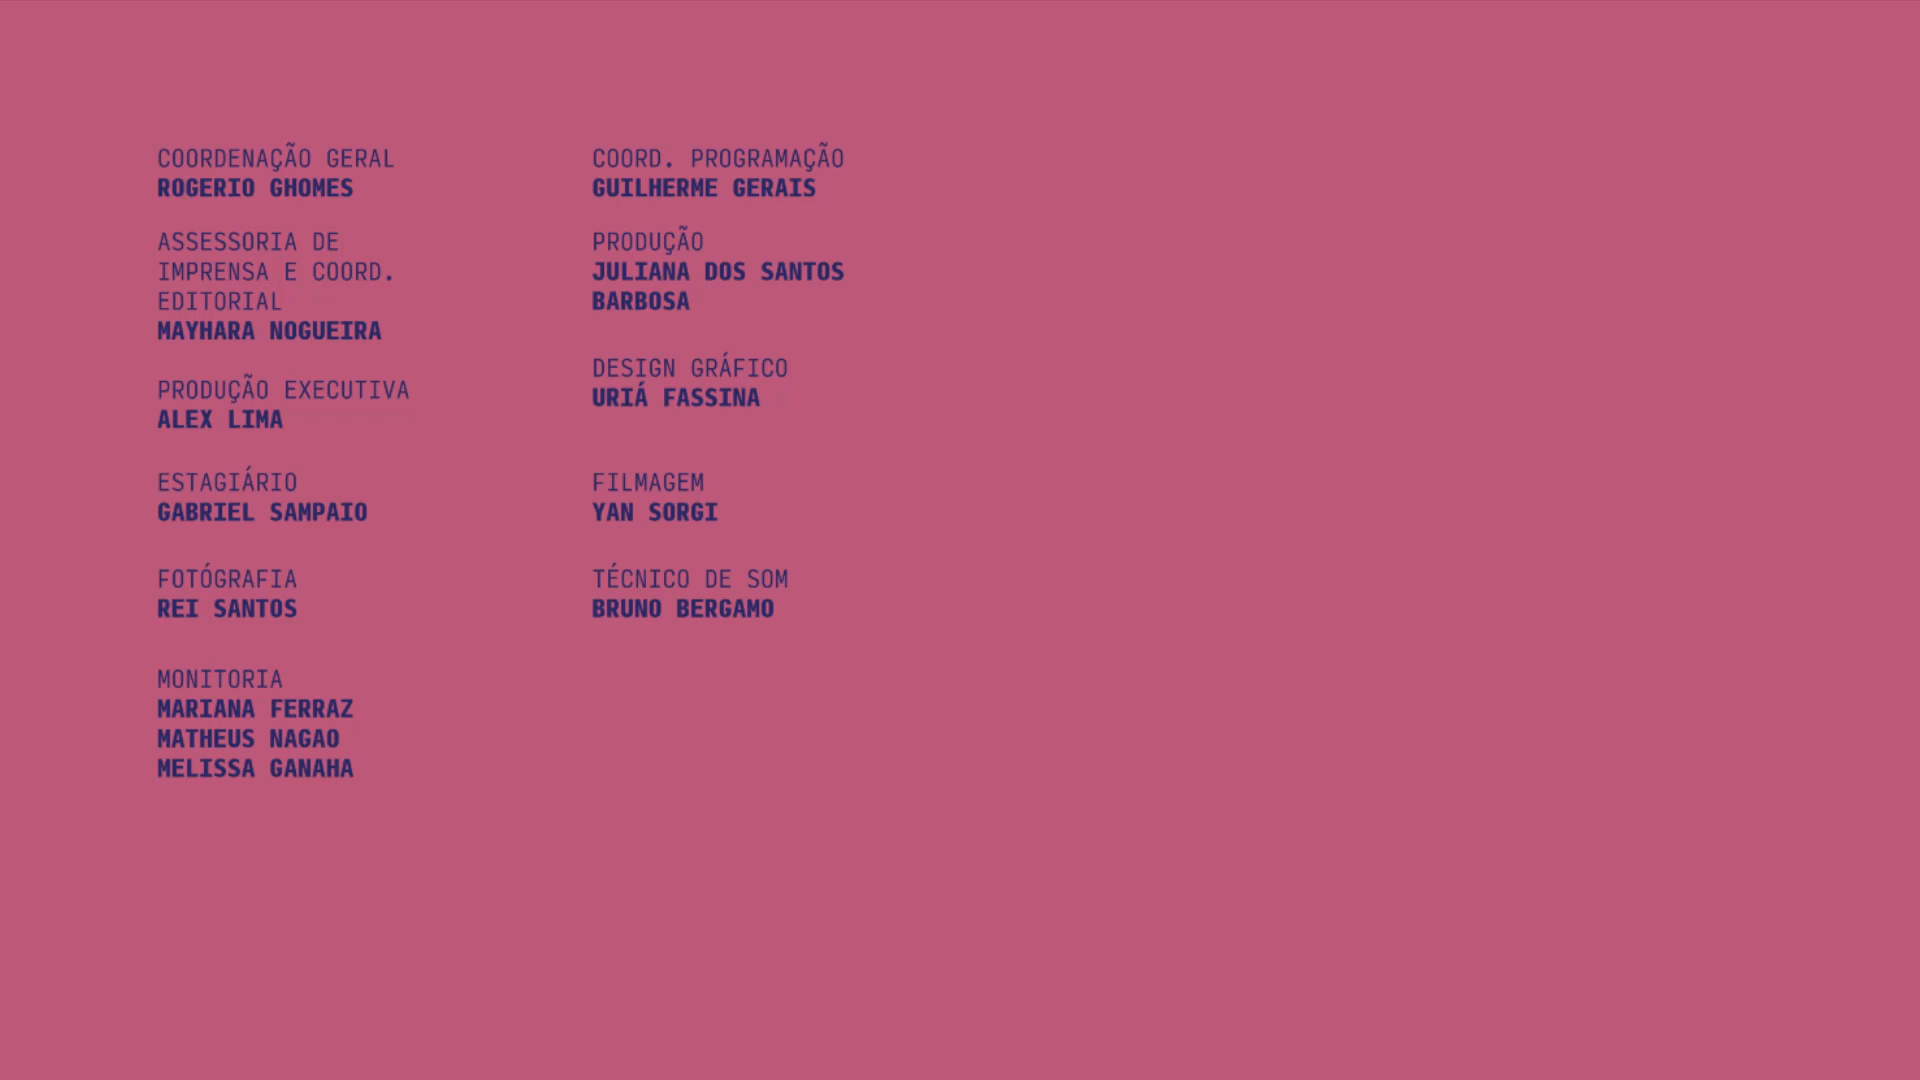 COORDENAÇÃO GERAL
ROGERIO GHOMES
ASSESSORIA DE
IMPRENSA E COORD.
EDITORIAL
MAYHARA NOGUEIRA
PRODUÇÃO EXECUTIVA
ALEX LIMA
ESTAGIÁRIO
GABRIEL SAMPAIO
FOTÓGRAFIA
REI SANTOS
MONITORIA
MARIANA FERRAZ
MATHEUS NAGAO
MELISSA GANAHA
COORD. PROGRAMAÇÃO
GUILHERME GERAIS
PRODUÇÃO
JULIANA DOS SANTOS
BARBOSA
DESIGN GRÁFICO
URIÁ FASSINA
FILMAGEM
YAN SORGI
TÉCNICO DE SOM
BRUNO BERGAMO